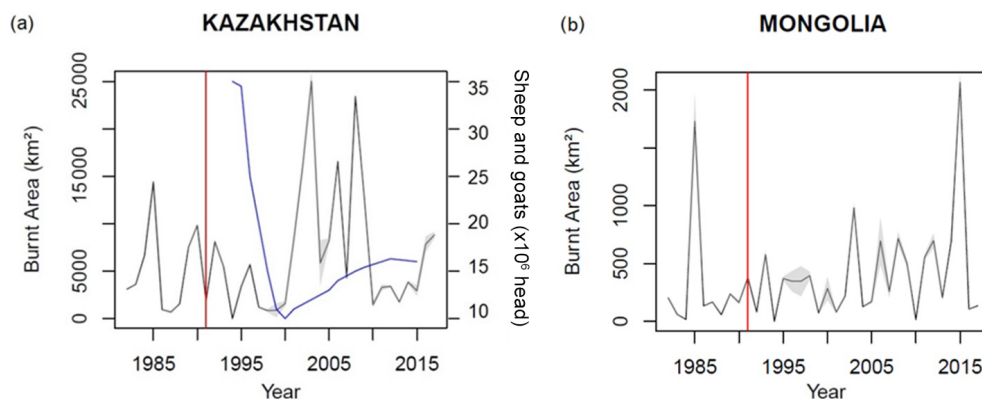 (a)
KAZAKHSTAN
Burnt Area (km²)
0
5000
15000
25000
1985
1995
2005
2015
Year
10
15
20
25
30
35
Sheep and goats (x10⁶ head)
(b)
MONGOLIA
Burnt Area (km²)
0
500
1000
2000
1985
1995
2005
2015
Year